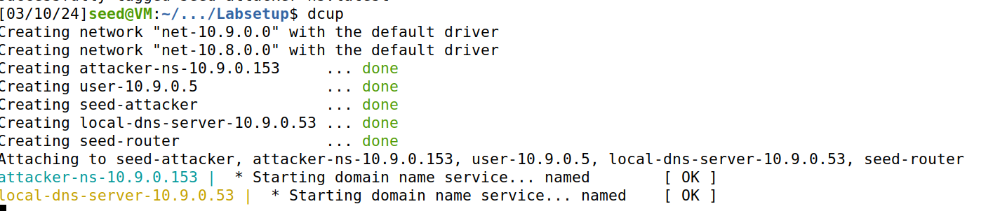 [03/10/24]seed@VM:~/.../Labsetup$ dcup
Creating network "net-10.9.0.0" with the default driver
Creating network "net-10.8.0.0" with the default driver
Creating attacker-ns-10.9.0.153     ... done
Creating user-10.9.0.5              ... done
Creating seed-attacker              ... done
Creating local-dns-server-10.9.0.53 ... done
Creating seed-router                ... done
Attaching to seed-attacker, attacker-ns-10.9.0.153, user-10.9.0.5, local-dns-server-10.9.0.53, seed-router
attacker-ns-10.9.0.153 |  * Starting domain name service... named        [ OK ]
local-dns-server-10.9.0.53 |  * Starting domain name service... named    [ OK ]